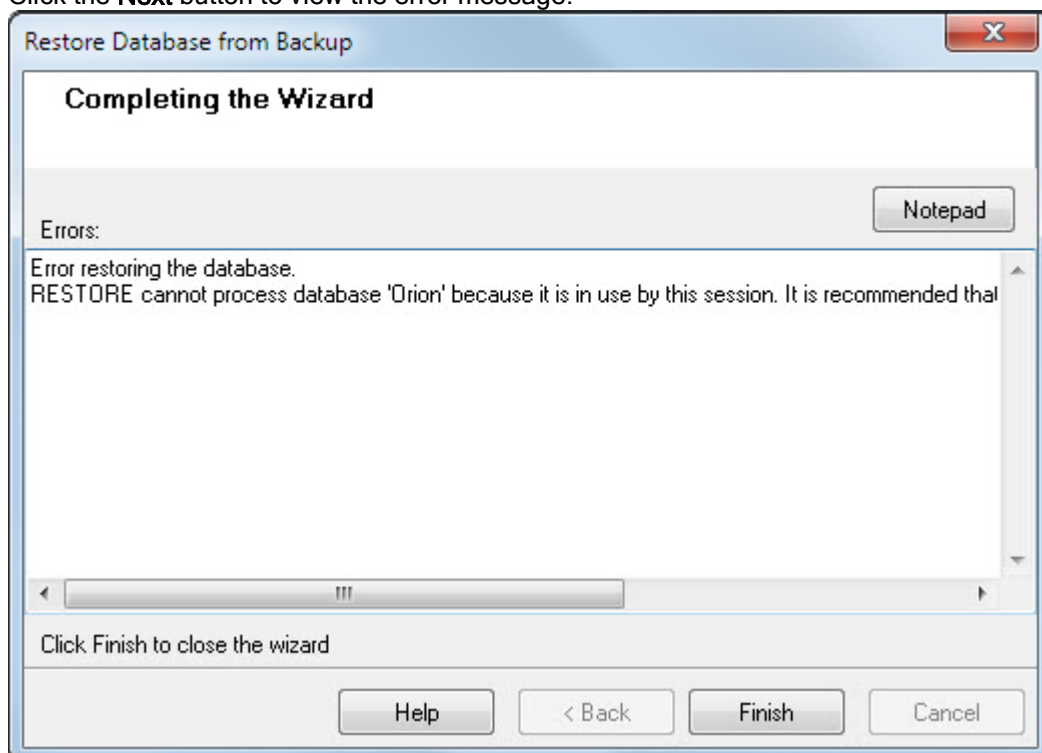 Click the Next button to view the error message.
Restore Database from Backup
Completing the Wizard
Notepad
Errors:
Error restoring the database.
RESTORE cannot process database 'Orion' because it is in use by this session. It is recommended that
Click Finish to close the wizard
Help
< Back
Finish
Cancel